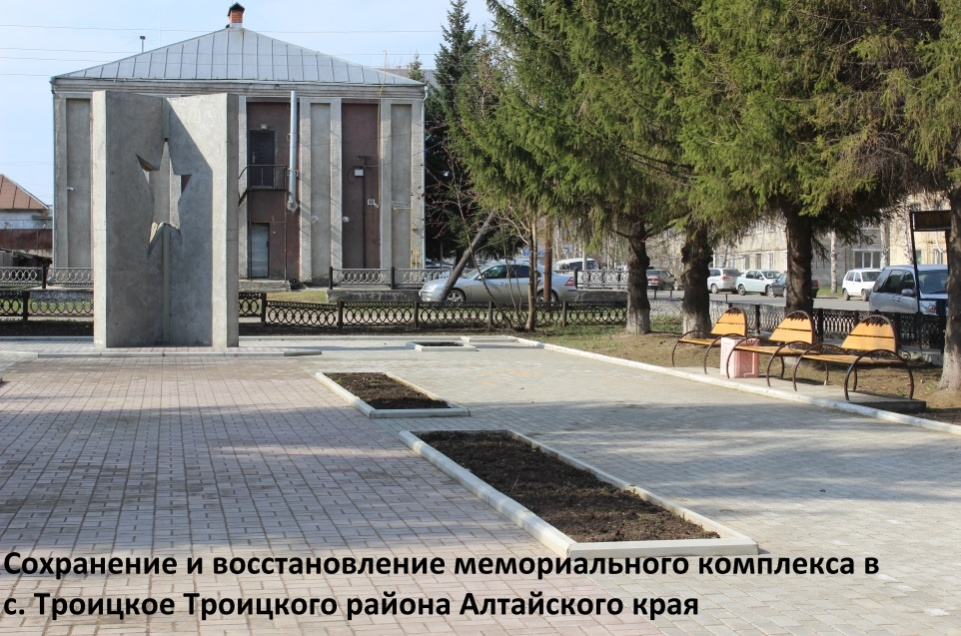 Сохранение и восстановление мемориального комплекса в
с. Троицкое Троицкого района Алтайского края